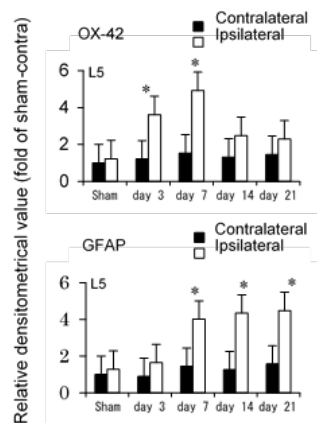 Relative densitometrical value (fold of sham-contra)
OX-42
Contralateral
Ipsilateral
L5
6
4
2
0
*
*
Sham
day 3
day 7
day 14
day 21
GFAP
Contralateral
Ipsilateral
L5
6
4
2
0
*
*
*
Sham
day 3
day 7
day 14
day 21